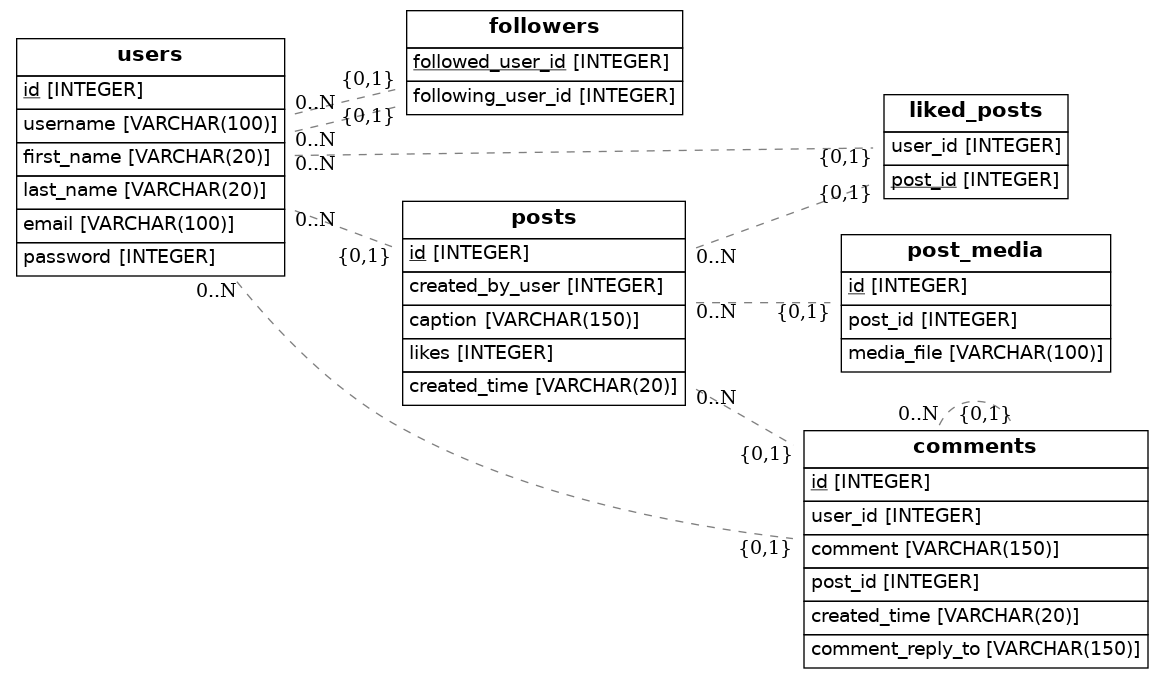 users
id [INTEGER]
username [VARCHAR(100)]
first_name [VARCHAR(20)]
last_name [VARCHAR(20)]
email [VARCHAR(100)]
password [INTEGER]
followers
followed_user_id [INTEGER]
following_user_id [INTEGER]
{0,1}
0..N
{0,1}
0..N
0..N
{0,1}
liked_posts
user_id [INTEGER]
post_id [INTEGER]
{0,1}
0..N
0..N
{0,1}
posts
id [INTEGER]
created_by_user [INTEGER]
caption [VARCHAR(150)]
likes [INTEGER]
created_time [VARCHAR(20)]
post_media
id [INTEGER]
post_id [INTEGER]
media_file [VARCHAR(100)]
0..N
{0,1}
0..N
0..N
{0,1}
0..N
{0,1}
{0,1}
comments
id [INTEGER]
user_id [INTEGER]
comment [VARCHAR(150)]
post_id [INTEGER]
created_time [VARCHAR(20)]
comment_reply_to [VARCHAR(150)]